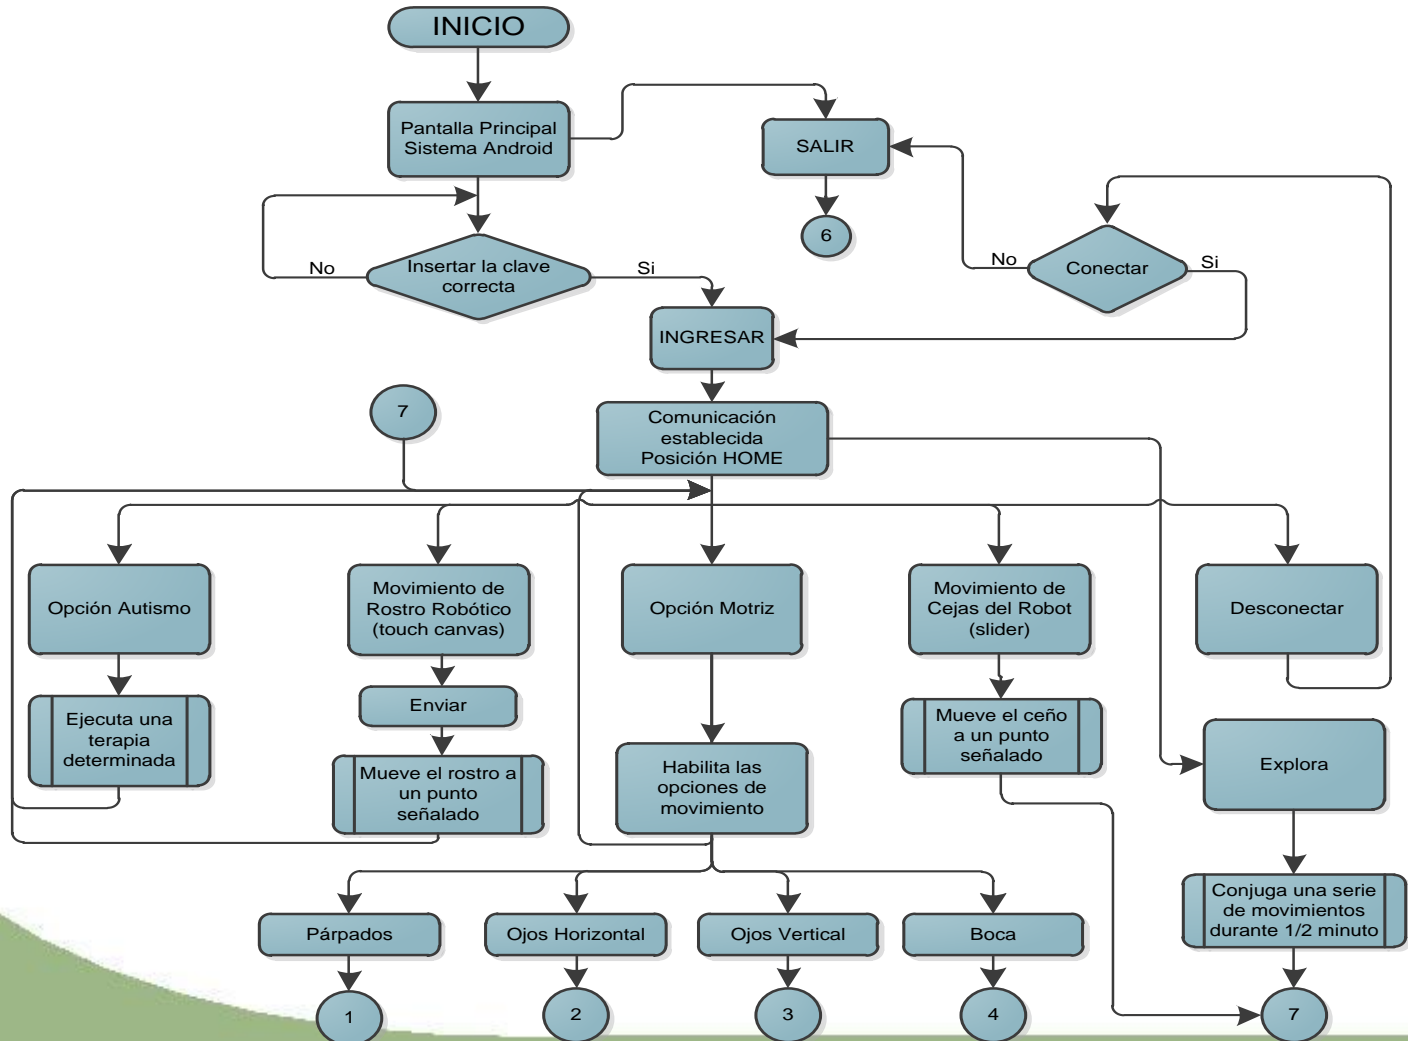 INICIO
Pantalla Principal
Sistema Android
SALIR
6
Insertar la clave
correcta
No
Si
Conectar
No
Si
INGRESAR
7
Comunicación
establecida
Posición HOME
Opción Autismo
Movimiento de
Rostro Robótico
(touch canvas)
Opción Motriz
Movimiento de
Cejas del Robot
(slider)
Desconectar
Ejecuta una
terapia
determinada
Enviar
Mueve el rostro a
un punto
señalado
Habilita las
opciones de
movimiento
Mueve el ceño
a un punto
señalado
Explora
Conjuga una serie
de movimientos
durante 1/2 minuto
Párpados
Ojos Horizontal
Ojos Vertical
Boca
1
2
3
4
7